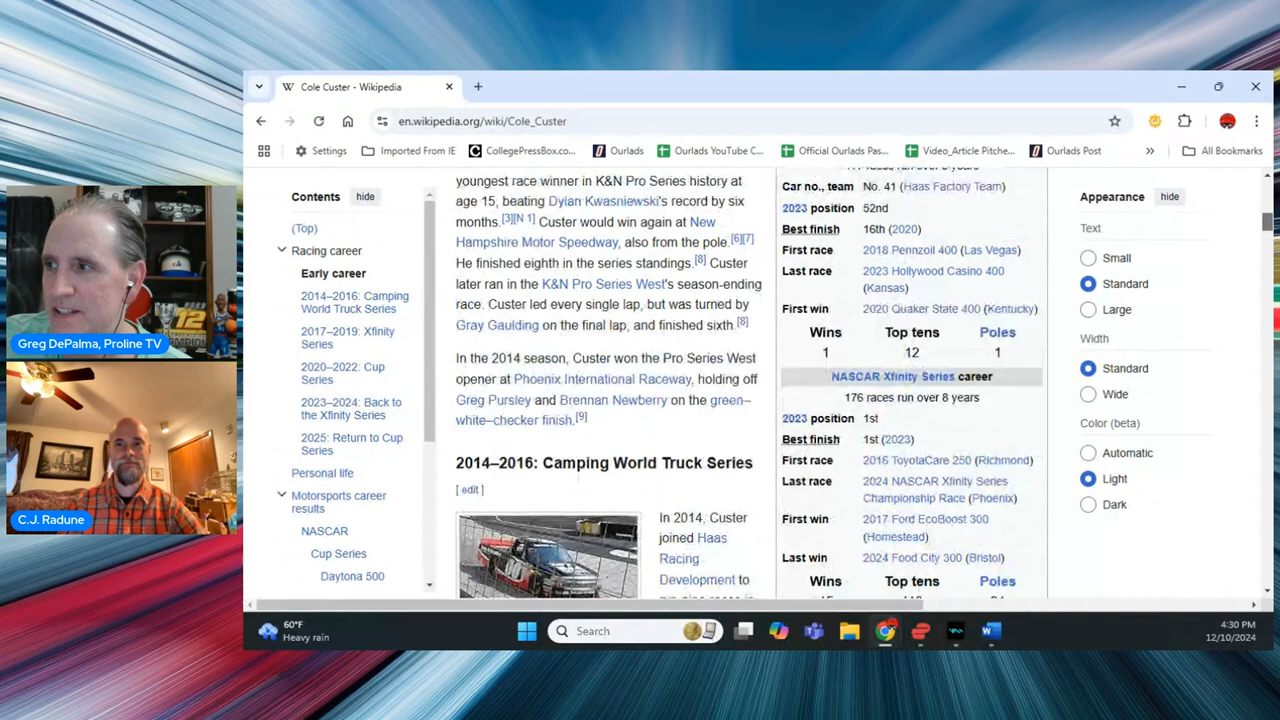 Cole Custer - Wikipedia
en.wikipedia.org/wiki/Cole_Custer
Settings
Imported From IE
CollegePressBox.co...
Ourlads
Ourlads YouTube C...
Official Ourlads Pas...
Video_Article Pitche...
Ourlads Post
All Bookmarks
Contents hide
(Top)
Racing career
Early career
2014–2016: Camping
World Truck Series
2017–2019: Xfinity
Series
2020–2022: Cup
Series
2023–2024: Back to
the Xfinity Series
2025: Return to Cup
Series
Personal life
Motorsports career
results
NASCAR
Cup Series
Daytona 500
youngest race winner in K&N Pro Series history at
age 15, beating Dylan Kwasniewski's record by six
months.[3][N 1] Custer would win again at New
Hampshire Motor Speedway, also from the pole.[6][7]
He finished eighth in the series standings.[8] Custer
later ran in the K&N Pro Series West's season-ending
race. Custer led every single lap, but was turned by
Gray Gaulding on the final lap, and finished sixth.[8]
In the 2014 season, Custer won the Pro Series West
opener at Phoenix International Raceway, holding off
Greg Pursley and Brennan Newberry on the green–
white–checker finish.[9]
2014–2016: Camping World Truck Series
[ edit ]
In 2014, Custer
joined Haas
Racing
Development to
Car no., team No. 41 (Haas Factory Team)
2023 position 52nd
Best finish 16th (2020)
First race 2018 Pennzoil 400 (Las Vegas)
Last race 2023 Hollywood Casino 400
(Kansas)
First win 2020 Quaker State 400 (Kentucky)
Wins Top tens Poles
1 12 1
NASCAR Xfinity Series career
176 races run over 8 years
2023 position 1st
Best finish 1st (2023)
First race 2016 ToyotaCare 250 (Richmond)
Last race 2024 NASCAR Xfinity Series
Championship Race (Phoenix)
First win 2017 Ford EcoBoost 300
(Homestead)
Last win 2024 Food City 300 (Bristol)
Wins Top tens Poles
Appearance hide
Text
Small
Standard
Large
Width
Standard
Wide
Color (beta)
Automatic
Light
Dark
Greg DePalma, Proline TV
12
C.J. Radune
60°F
Heavy rain
Search
4:30 PM
12/10/2024